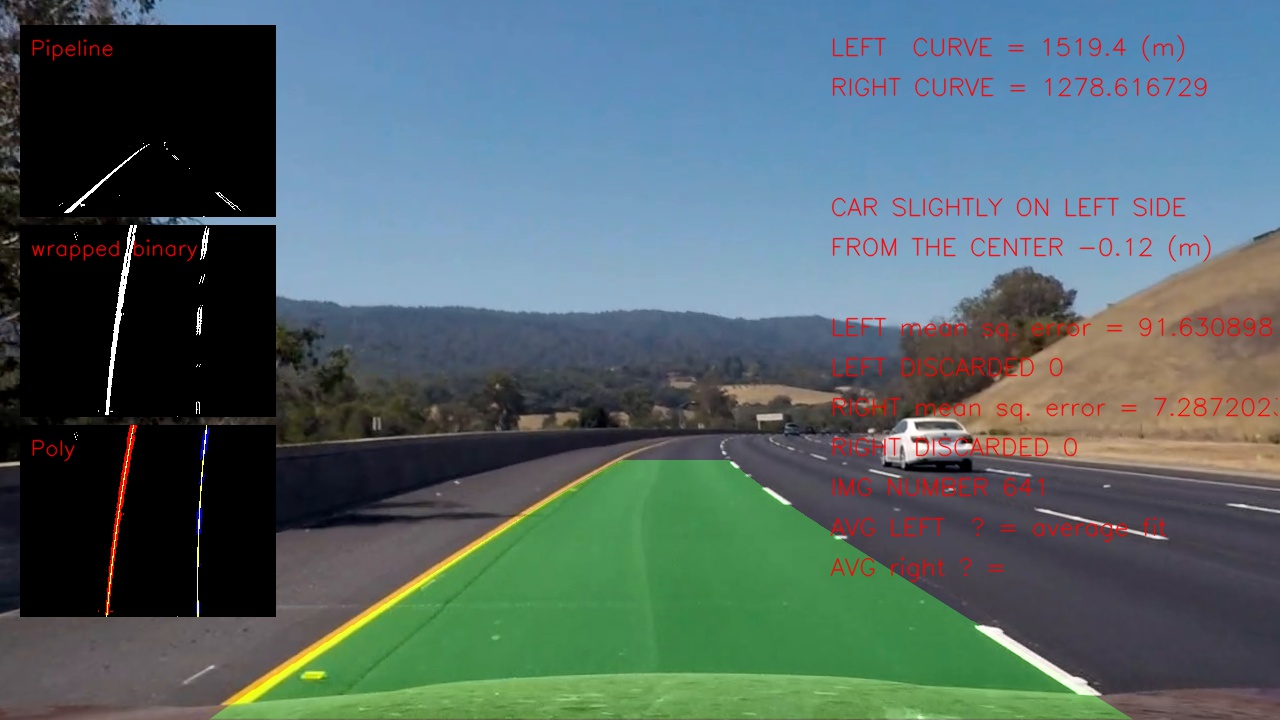 Pipeline
wrapped binary
Poly
LEFT CURVE = 1519.4 (m)
RIGHT CURVE = 1278.616729
CAR SLIGHTLY ON LEFT SIDE
FROM THE CENTER -0.12 (m)
LEFT mean sq. error = 91.630898
LEFT DISCARDED 0
RIGHT mean sq. error = 7.287202
RIGHT DISCARDED 0
IMG NUMBER 641
AVG LEFT ? = average fit
AVG right ? =